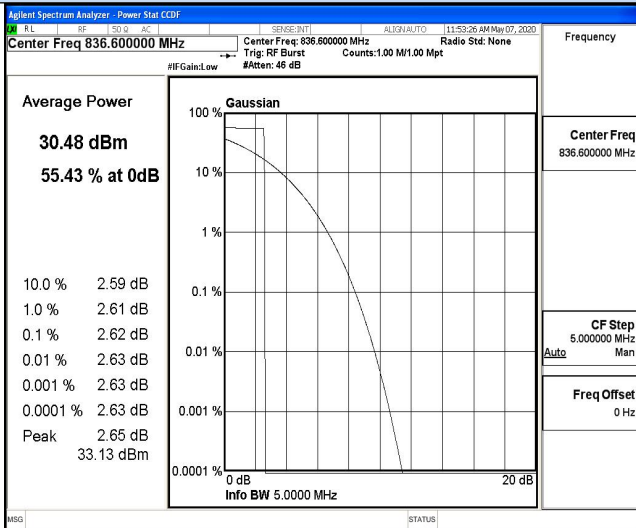 Agilent Spectrum Analyzer - Power Stat CCDF
LXI RL RF 50 Ω AC SENSE:INT ALIGN AUTO 11:53:26 AM May 07, 2020
Center Freq 836.600000 MHz
Center Freq: 836.600000 MHz Radio Std: None
Trig: RF Burst Counts:1.00 M/1.00 Mpt
#IFGain:Low #Atten: 46 dB
Frequency
Average Power
30.48 dBm
55.43 % at 0dB
10.0 % 2.59 dB
1.0 % 2.61 dB
0.1 % 2.62 dB
0.01 % 2.63 dB
0.001 % 2.63 dB
0.0001 % 2.63 dB
Peak 2.65 dB
33.13 dBm
Gaussian
100 %
10 %
1 %
0.1 %
0.01 %
0.001 %
0.0001 %
0 dB 20 dB
Info BW 5.0000 MHz
Center Freq
836.600000 MHz
CF Step
5.000000 MHz
Auto Man
Freq Offset
0 Hz
MSG STATUS